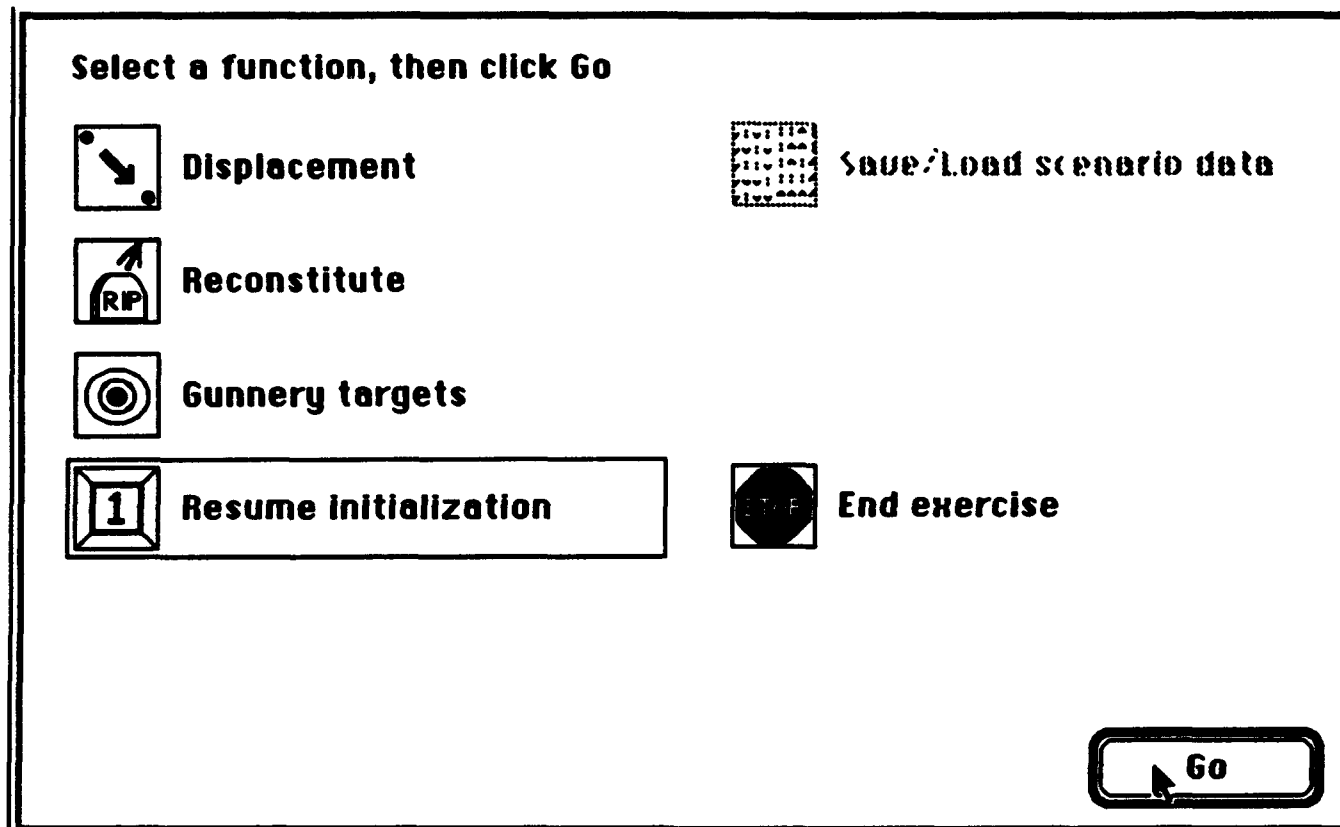 Select a function, then click Go
Displacement
Save/Load scenario data
RIP
Reconstitute
Gunnery targets
1
Resume initialization
STOP
End exercise
Go